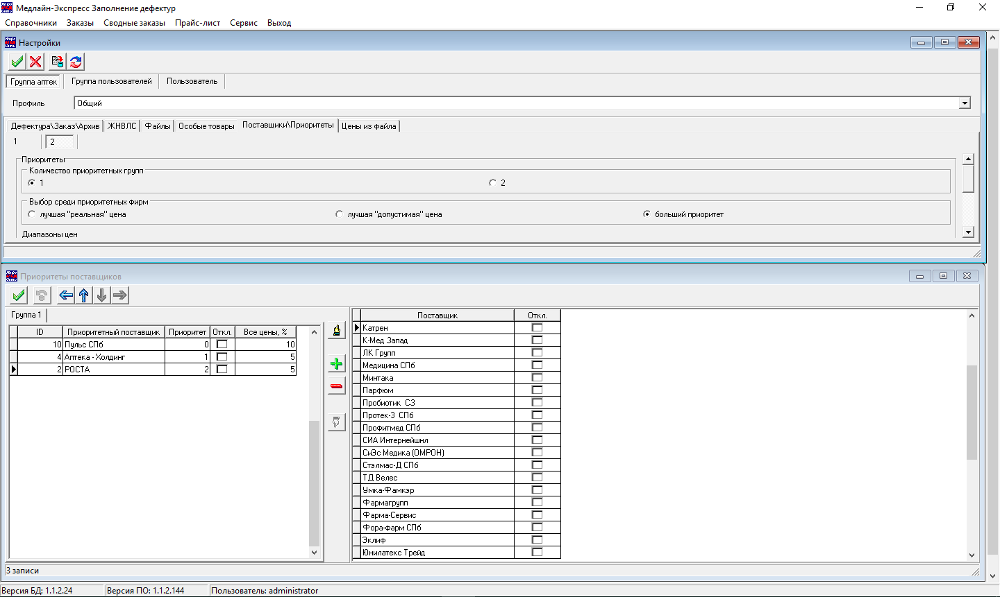 Медлайн-Экспресс Заполнение дефектур
Справочники Заказы Сводные заказы Прайс-лист Сервис Выход
Настройки
Группа аптек Группа пользователей Пользователь
Профиль Общий
Дефектура\Заказ\Архив ЖНВЛС Файлы Особые товары Поставщики\Приоритеты Цены из файла
1 2
Приоритеты
Количество приоритетных групп
1 2
Выбор среди приоритетных фирм
лучшая "реальная" цена лучшая "допустимая" цена больший приоритет
Диапазоны цен
Приоритеты поставщиков
Группа 1
ID Приоритетный поставщик Приоритет Откл. Все цены, %
10 Пульс СПб 0 10
4 Аптека - Холдинг 1 5
2 РОСТА 2 5
Поставщик Откл.
Катрен
К-Мед Запад
ЛК Групп
Медицина СПб
Минтака
Парфюм
Пробиотик СЗ
Протек-3 СПб
Профитмед СПб
СИА Интернейшнл
СиЭс Медика (ОМРОН)
Стэлмас-Д СПб
ТД Велес
Умка-Фамкэр
Фармагрупп
Фарма-Сервис
Фора-фарм СПб
Эклиф
Юнилатекс Трейд
3 записи
Версия БД: 1.1.2.24 Версия ПО: 1.1.2.144 Пользователь: administrator